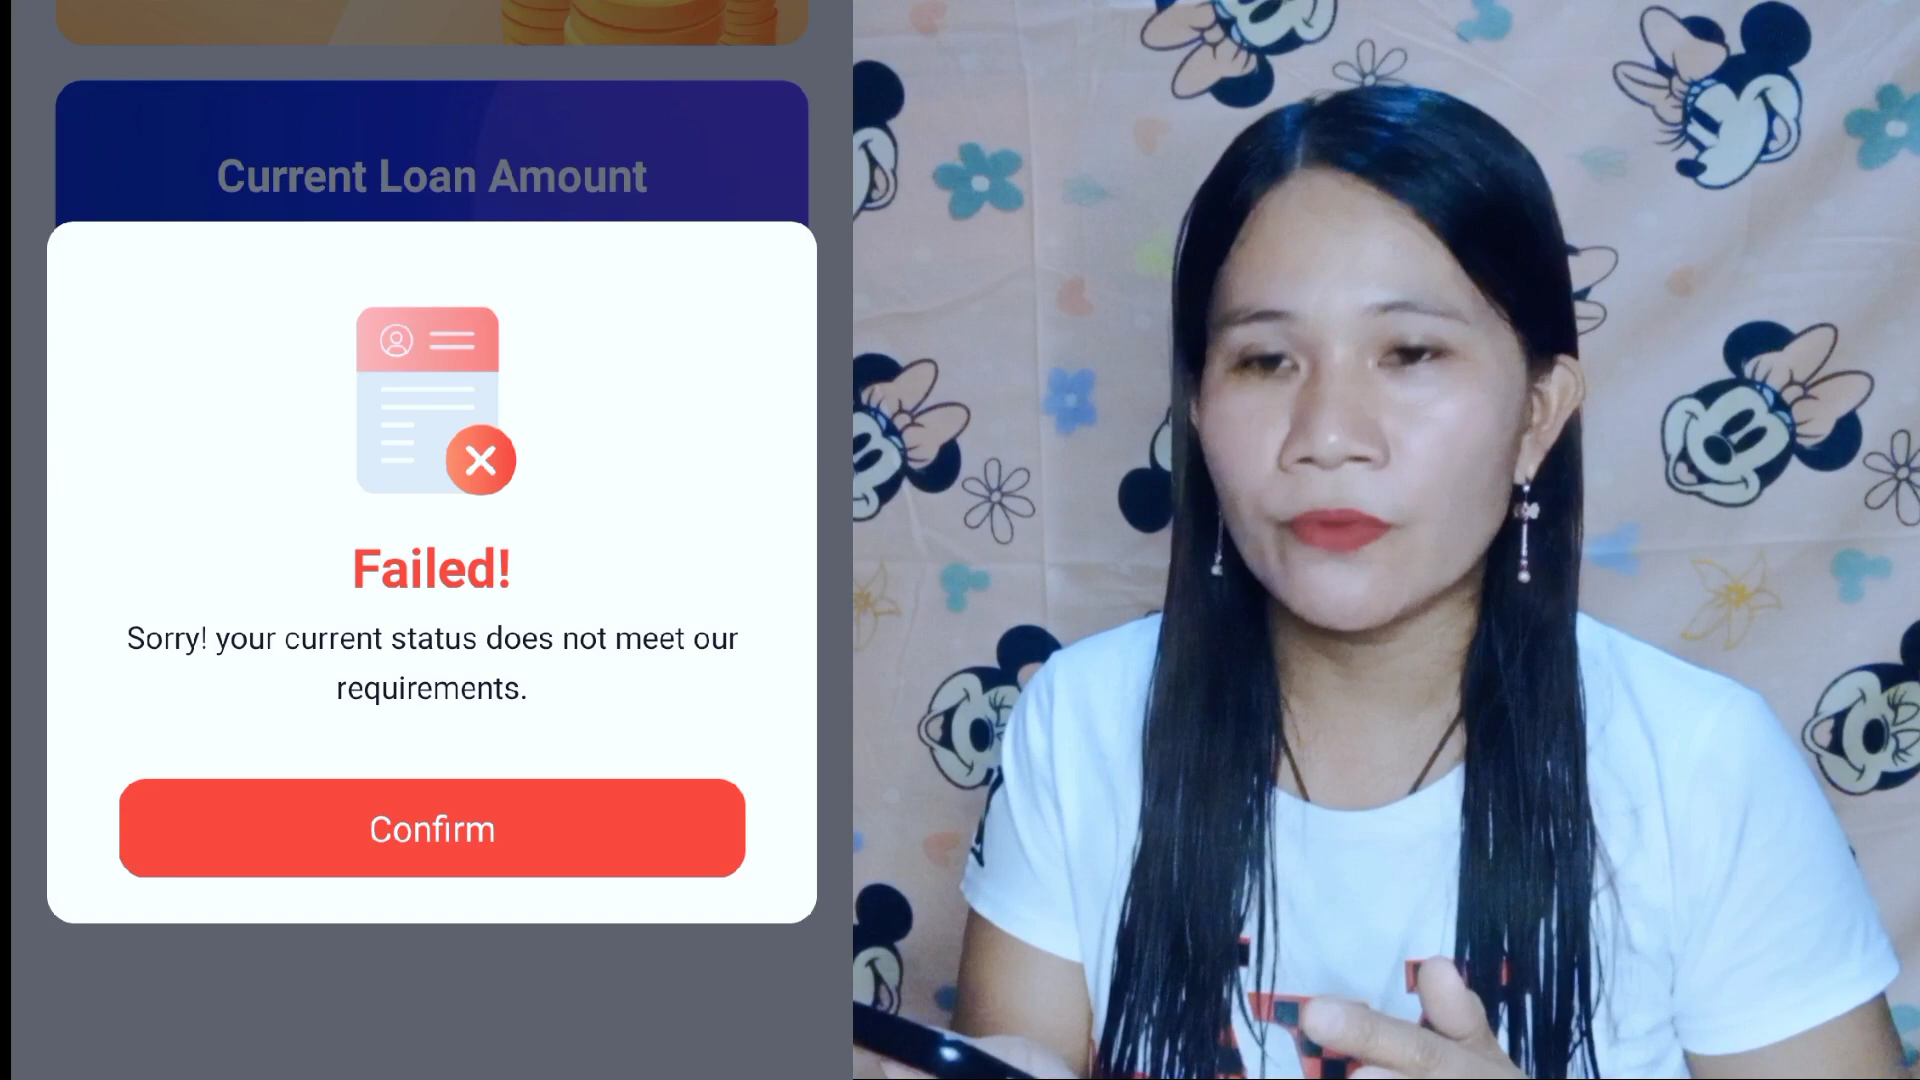 Current Loan Amount
Failed!
Sorry! your current status does not meet our
requirements.
Confirm